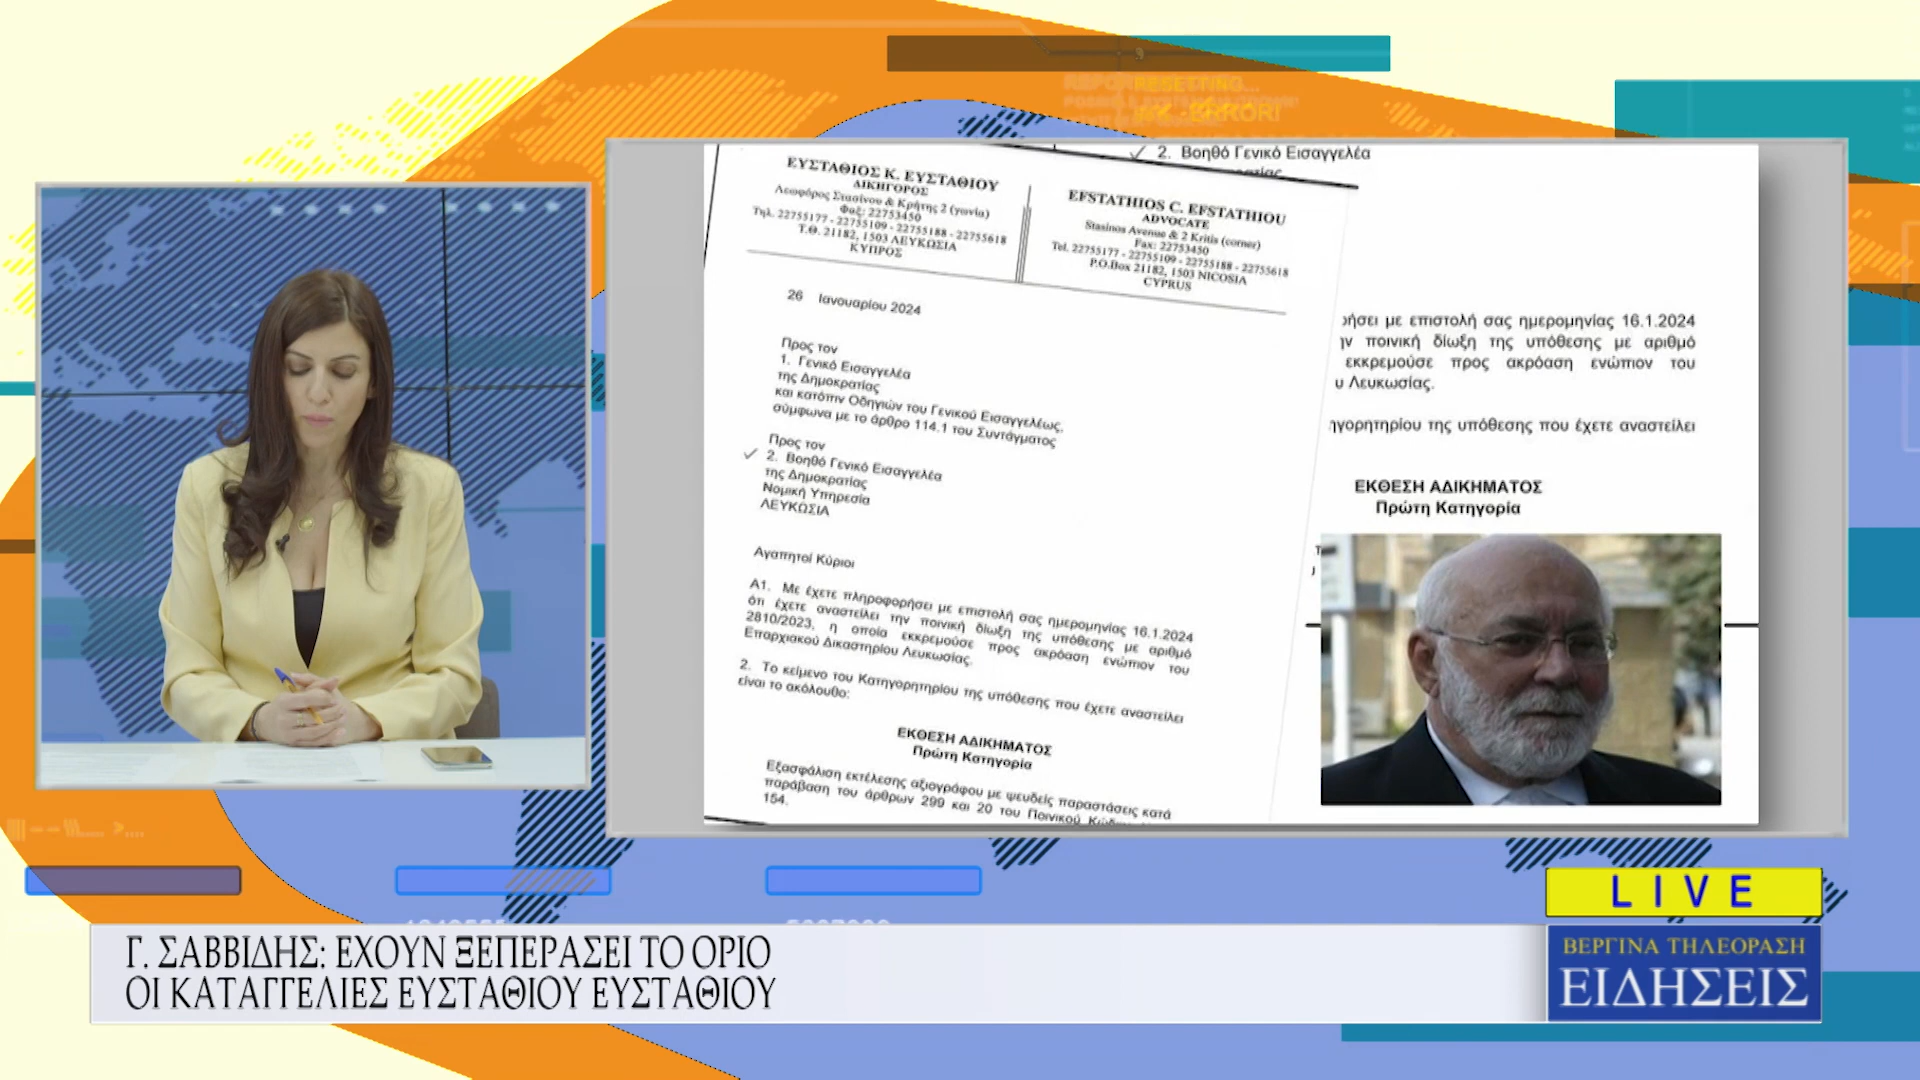 RESETTING...
ΕΥΣΤΑΘΙΟΣ Κ. ΕΥΣΤΑΘΙΟΥ
ΔΙΚΗΓΟΡΟΣ
Λεωφόρος Στασίνου & Κρήτης 2 (γωνία)
Φαξ: 22753450
Τηλ. 22755177 - 22755109 - 22755188 - 22755618
Τ.Θ. 21182, 1503 ΛΕΥΚΩΣΙΑ
ΚΥΠΡΟΣ
EFSTATHIOS C. EFSTATHIOU
ADVOCATE
Stasinos Avenue & 2 Kritis (corner)
Fax: 22753450
Tel. 22755177 - 22755109 - 22755188 - 22755618
P.O.Box 21182, 1503 NICOSIA
CYPRUS
26 Ιανουαρίου 2024
Προς τον
1. Γενικό Εισαγγελέα
της Δημοκρατίας
και κατόπιν Οδηγιών του Γενικού Εισαγγελέως,
σύμφωνα με το άρθρο 114.1 του Συντάγματος
Προς τον
2. Βοηθό Γενικό Εισαγγελέα
της Δημοκρατίας
Νομική Υπηρεσία
ΛΕΥΚΩΣΙΑ
Αγαπητοί Κύριοι
Α1. Με έχετε πληροφορήσει με επιστολή σας ημερομηνίας 16.1.2024
ότι έχετε αναστείλει την ποινική δίωξη της υπόθεσης με αριθμό
2810/2023, η οποία εκκρεμούσε προς ακρόαση ενώπιον του
Επαρχιακού Δικαστηρίου Λευκωσίας.
2. Το κείμενο του Κατηγορητηρίου της υπόθεσης που έχετε αναστείλει
είναι το ακόλουθο:
ΕΚΘΕΣΗ ΑΔΙΚΗΜΑΤΟΣ
Πρώτη Κατηγορία
Εξασφάλιση εκτέλεσης αξιογράφου με ψευδείς παραστάσεις κατά
παράβαση του άρθρων 299 και 20 του Ποινικού
154.
2. Βοηθό Γενικό Εισαγγελέα
ρήσει με επιστολή σας ημερομηνίας 16.1.2024
ην ποινική δίωξη της υπόθεσης με αριθμό
εκκρεμούσε προς ακρόαση ενώπιον του
υ Λευκωσίας.
ηγορητηρίου της υπόθεσης που έχετε αναστείλει
ΕΚΘΕΣΗ ΑΔΙΚΗΜΑΤΟΣ
Πρώτη Κατηγορία
LIVE
ΒΕΡΓΙΝΑ ΤΗΛΕΟΡΑΣΗ
ΕΙΔΗΣΕΙΣ
Γ. ΣΑΒΒΙΔΗΣ: ΕΧΟΥΝ ΞΕΠΕΡΑΣΕΙ ΤΟ ΟΡΙΟ
ΟΙ ΚΑΤΑΓΓΕΛΙΕΣ ΕΥΣΤΑΘΙΟΥ ΕΥΣΤΑΘΙΟΥ